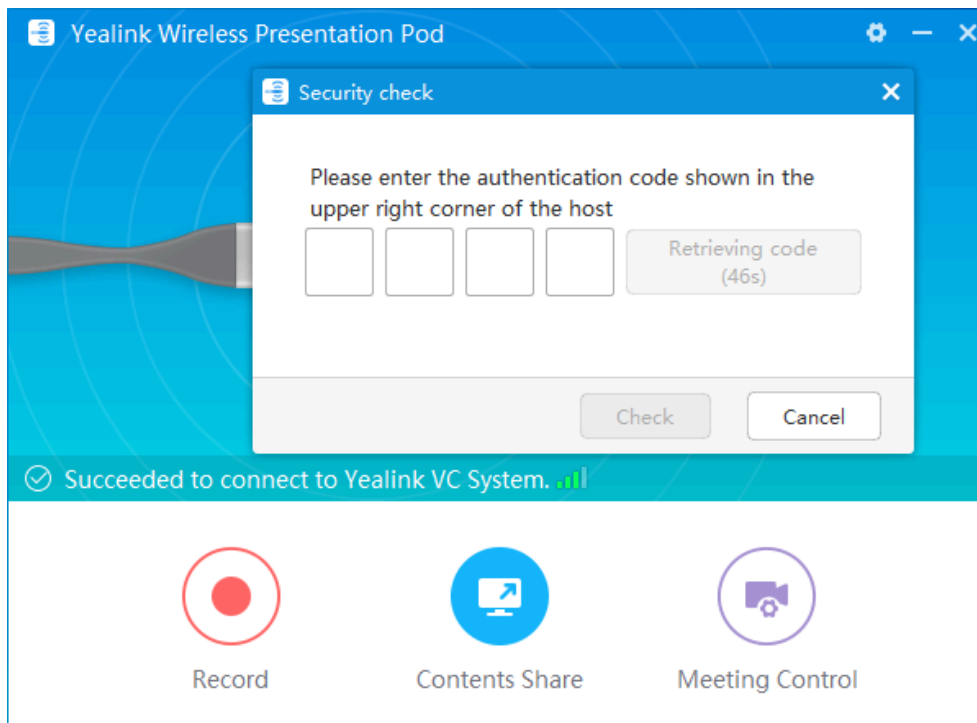 Yealink Wireless Presentation Pod
Security check
Please enter the authentication code shown in the
upper right corner of the host
Retrieving code
(46s)
Check
Cancel
Succeeded to connect to Yealink VC System.
Record
Contents Share
Meeting Control